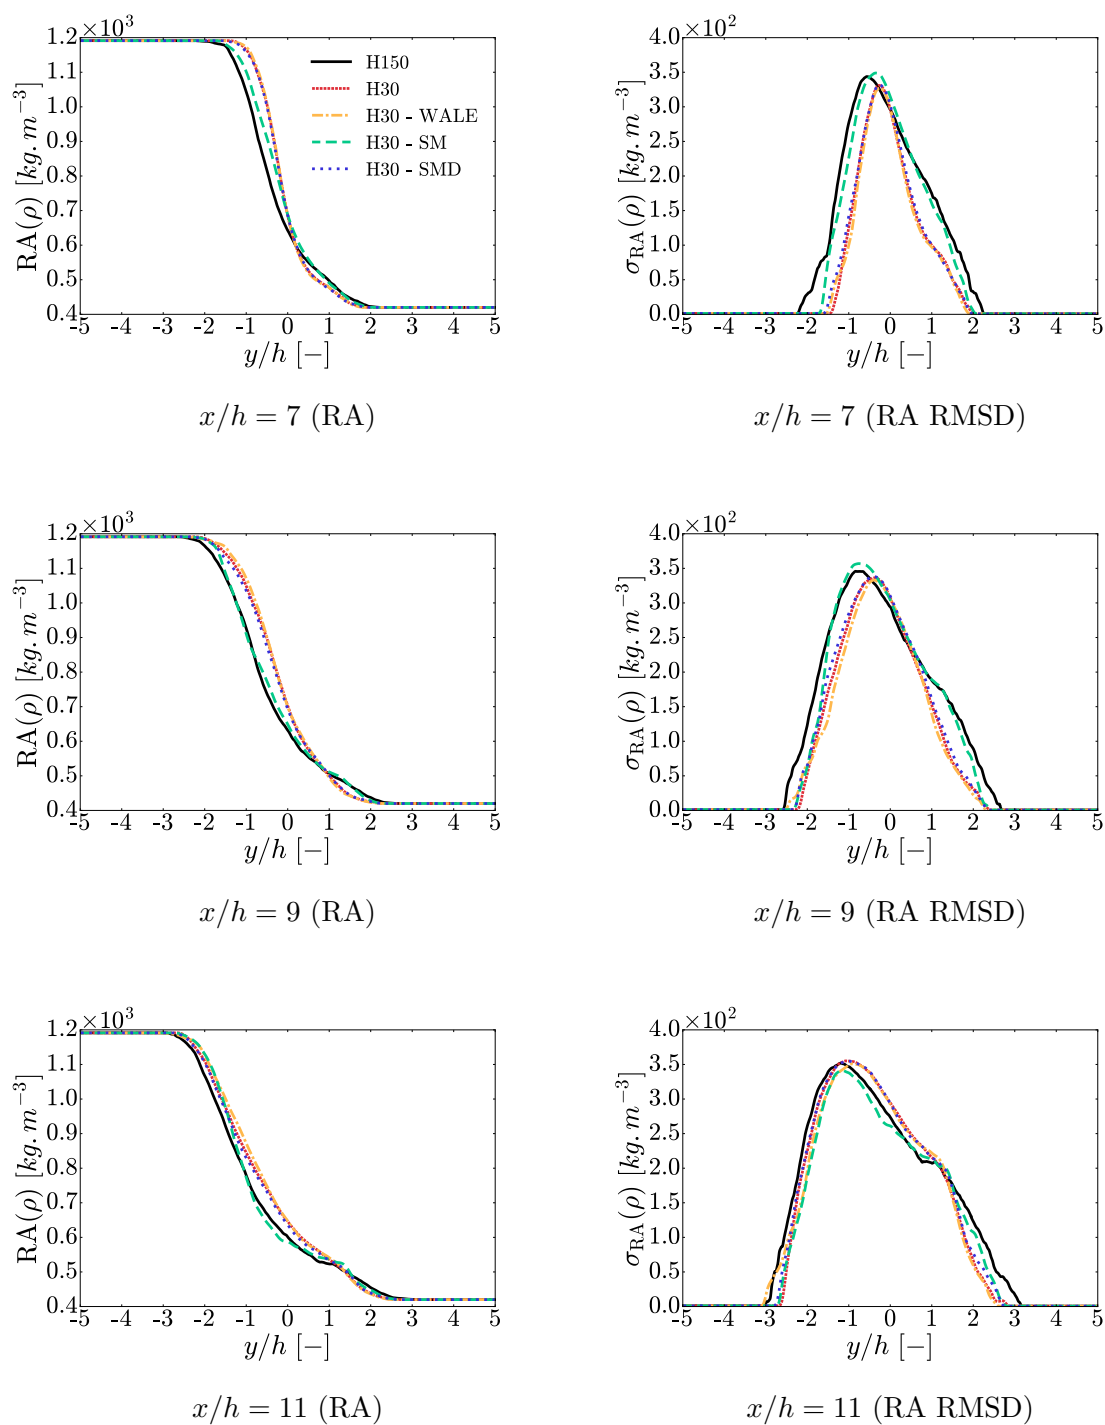 ×10³
1.2
1.1
1.0
0.9
0.8
0.7
0.6
0.5
0.4
RA(ρ) [kg.m⁻³]
H150
H30
H30 - WALE
H30 - SM
H30 - SMD
-5 -4 -3 -2 -1 0 1 2 3 4 5
y/h [−]
x/h = 7 (RA)
×10²
4.0
3.5
3.0
2.5
2.0
1.5
1.0
0.5
0.0
σRA(ρ) [kg.m⁻³]
-5 -4 -3 -2 -1 0 1 2 3 4 5
y/h [−]
x/h = 7 (RA RMSD)
×10³
1.2
1.1
1.0
0.9
0.8
0.7
0.6
0.5
0.4
RA(ρ) [kg.m⁻³]
-5 -4 -3 -2 -1 0 1 2 3 4 5
y/h [−]
x/h = 9 (RA)
×10²
4.0
3.5
3.0
2.5
2.0
1.5
1.0
0.5
0.0
σRA(ρ) [kg.m⁻³]
-5 -4 -3 -2 -1 0 1 2 3 4 5
y/h [−]
x/h = 9 (RA RMSD)
×10³
1.2
1.1
1.0
0.9
0.8
0.7
0.6
0.5
0.4
RA(ρ) [kg.m⁻³]
-5 -4 -3 -2 -1 0 1 2 3 4 5
y/h [−]
x/h = 11 (RA)
×10²
4.0
3.5
3.0
2.5
2.0
1.5
1.0
0.5
0.0
σRA(ρ) [kg.m⁻³]
-5 -4 -3 -2 -1 0 1 2 3 4 5
y/h [−]
x/h = 11 (RA RMSD)